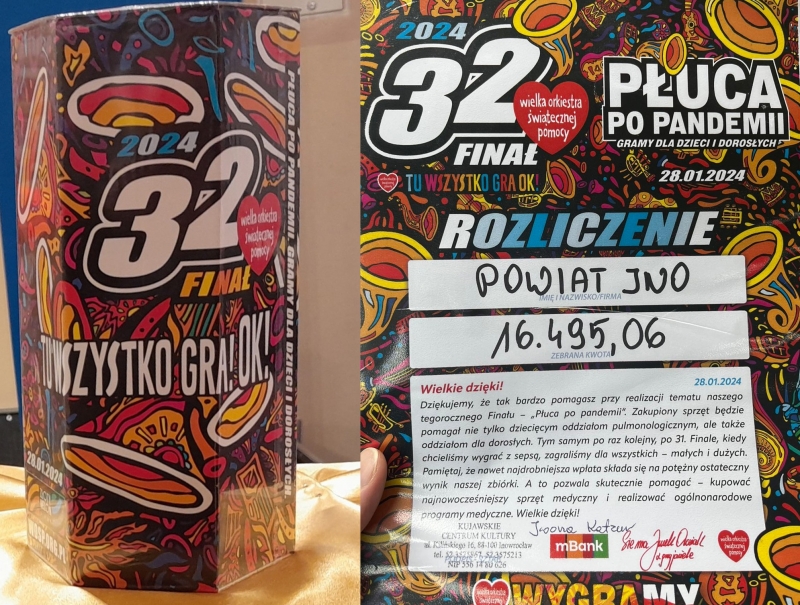 2024
32
FINAŁ
wielka orkiestra
świątecznej
pomocy
TU WSZYSTKO GRA! OK!
PŁUCA PO PANDEMII GRAMY DLA DZIECI I DOROSŁYCH
28.01.2024
2024
32
FINAŁ
wielka orkiestra
świątecznej
pomocy
TU WSZYSTKO GRA OK!
PŁUCA
PO PANDEMII
GRAMY DLA DZIECI I DOROSŁYCH
28.01.2024
ROZLICZENIE
POWIAT JNO
IMIĘ I NAZWISKO/FIRMA
16.495,06
ZEBRANA KWOTA
Wielkie dzięki!
28.01.2024
Dziękujemy, że tak bardzo pomagasz przy realizacji tematu naszego
tegorocznego Finału – „Płuca po pandemii”. Zakupiony sprzęt będzie
pomagał nie tylko dziecięcym oddziałom pulmonologicznym, ale także
oddziałom dla dorosłych. Tym samym po raz kolejny, po 31. Finale, kiedy
chcieliśmy wygrać z sepsą, zagraliśmy dla wszystkich – małych i dużych.
Pamiętaj, że nawet najdrobniejsza wpłata składa się na potężny ostateczny
wynik naszej zbiórki. A to pozwala skutecznie pomagać – kupować
najnowocześniejszy sprzęt medyczny i realizować ogólnonarodowe
programy medyczne. Wielkie dzięki!
KUJAWSKIE
CENTRUM KULTURY
Iwona
mBank
wielka orkiestra
świątecznej
pomocy
WYGRAMY